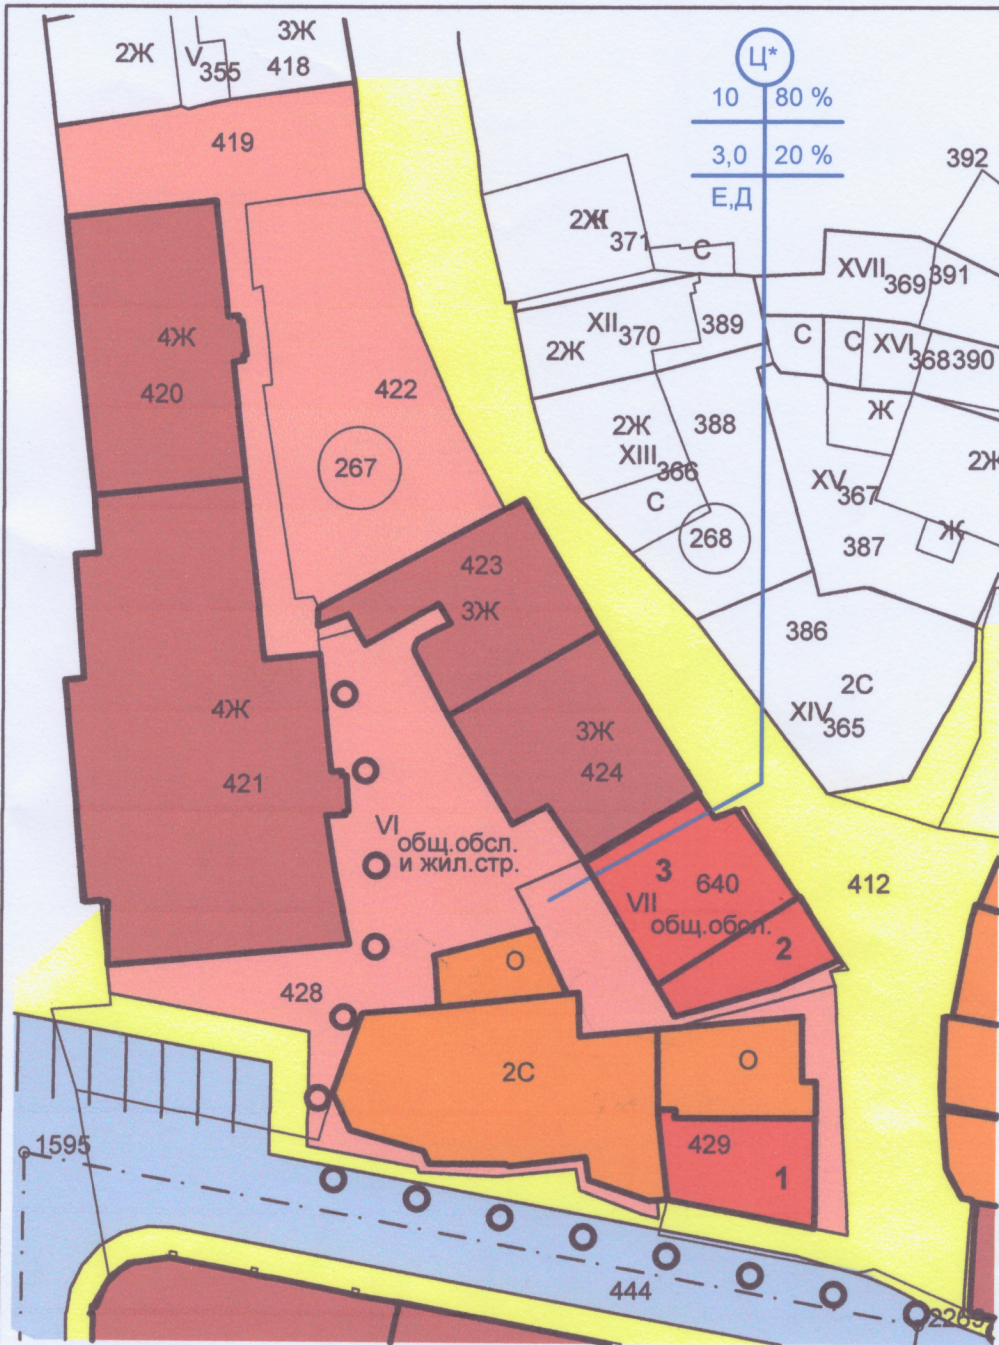 2Ж
V 355
3Ж
418
419
Ц*
10 80 %
3,0 20 %
Е,Д
392
2Ж
371
С
XVII 369
391
4Ж
420
422
XII 370
2Ж
389
С
С
XVI 368
390
Ж
2Ж
XIII 366
388
С
267
268
2Ж
XV 367
Ж
387
423
3Ж
386
2С
XIV 365
4Ж
421
3Ж
424
VI общ.обсл.
и жил.стр.
3
640
VII
общ.обсл.
2
412
428
О
2С
О
429
1
1595
444